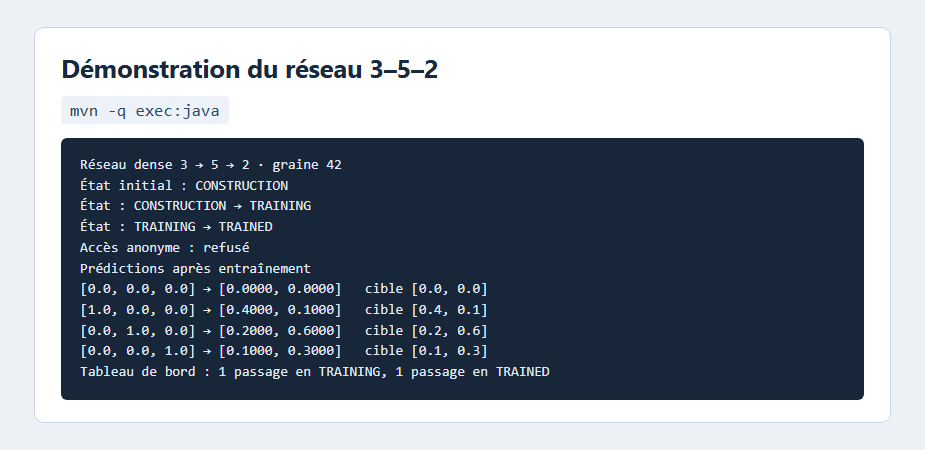 Démonstration du réseau 3–5–2
mvn -q exec:java
Réseau dense 3 → 5 → 2 · graine 42
État initial : CONSTRUCTION
État : CONSTRUCTION → TRAINING
État : TRAINING → TRAINED
Accès anonyme : refusé
Prédictions après entraînement
[0.0, 0.0, 0.0] → [0.0000, 0.0000]   cible [0.0, 0.0]
[1.0, 0.0, 0.0] → [0.4000, 0.1000]   cible [0.4, 0.1]
[0.0, 1.0, 0.0] → [0.2000, 0.6000]   cible [0.2, 0.6]
[0.0, 0.0, 1.0] → [0.1000, 0.3000]   cible [0.1, 0.3]
Tableau de bord : 1 passage en TRAINING, 1 passage en TRAINED